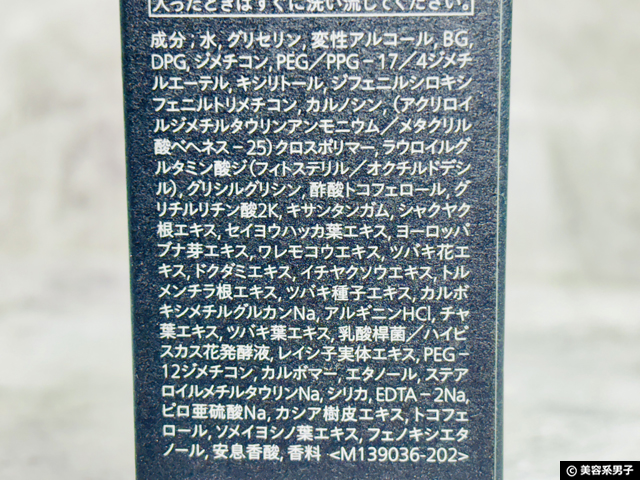 入ったときはすぐに洗い流してください。
成分；水, グリセリン, 変性アルコール, BG,
DPG, ジメチコン, PEG／PPG－17／4ジメチ
ルエーテル, キシリトール, ジフェニルシロキシ
フェニルトリメチコン, カルノシン, （アクリロイ
ルジメチルタウリンアンモニウム／メタクリル
酸ベヘネス－25）クロスポリマー, ラウロイルグ
ルタミン酸ジ（フィトステリル／オクチルドデシ
ル）, グリシルグリシン, 酢酸トコフェロール, グ
リチルリチン酸2K, キサンタンガム, シャクヤク
根エキス, セイヨウハッカ葉エキス, ヨーロッパ
ブナ芽エキス, ワレモコウエキス, ツバキ花エ
キス, ドクダミエキス, イチヤクソウエキス, トル
メンチラ根エキス, ツバキ種子エキス, カルボ
キシメチルグルカンNa, アルギニンHCl, チャ
葉エキス, ツバキ葉エキス, 乳酸桿菌／ハイビ
スカス花発酵液, レイシ子実体エキス, PEG－
12ジメチコン, カルボマー, エタノール, ステア
ロイルメチルタウリンNa, シリカ, EDTA－2Na,
ピロ亜硫酸Na, カシア樹皮エキス, トコフェ
ロール, ソメイヨシノ葉エキス, フェノキシエタ
ノール, 安息香酸, 香料 <M139036-202>
© 美容系男子